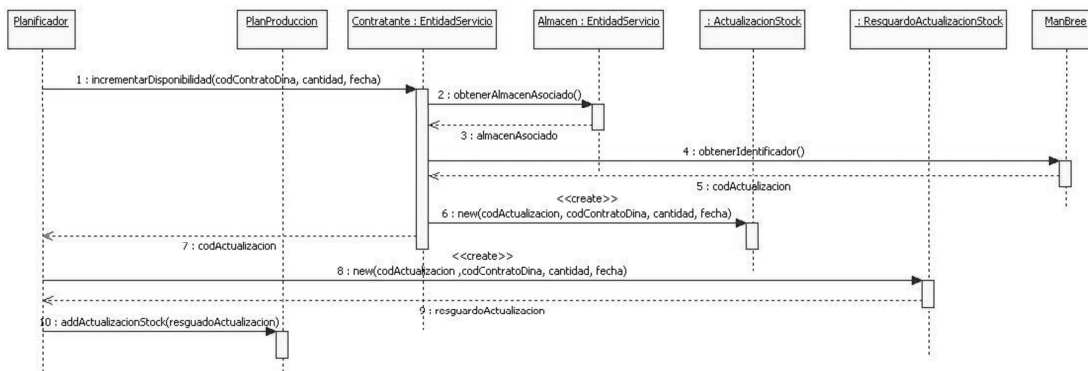 Planificador
PlanProduccion
Contratante : EntidadServicio
Almacen : EntidadServicio
: ActualizacionStock
: ResguardoActualizacionStock
ManBree
1 : incrementarDisponibilidad(codContratoDina, cantidad, fecha)
2 : obtenerAlmacenAsociado()
3 : almacenAsociado
4 : obtenerIdentificador()
5 : codActualizacion
<<create>>
6 : new(codActualizacion, codContratoDina, cantidad, fecha)
7 : codActualizacion
<<create>>
8 : new(codActualizacion ,codContratoDina, cantidad, fecha)
9 : resguardoActualizacion
10 : addActualizacionStock(resguadoActualizacion)